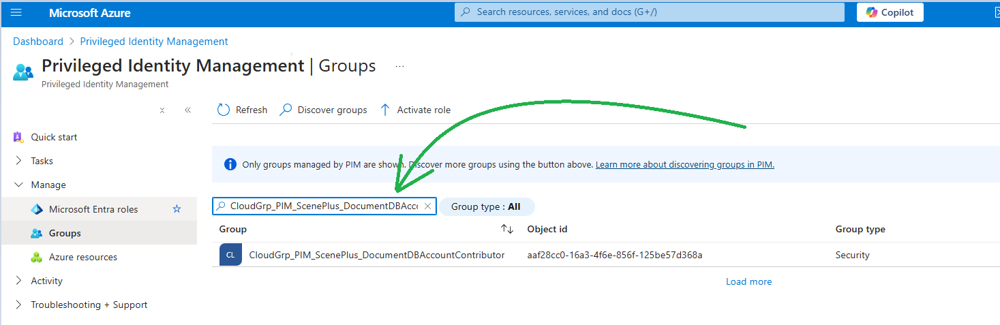 Microsoft Azure
Search resources, services, and docs (G+/)
Copilot
Dashboard > Privileged Identity Management
Privileged Identity Management | Groups ...
Privileged Identity Management
Refresh
Discover groups
Activate role
Quick start
Tasks
Manage
Microsoft Entra roles
Groups
Azure resources
Activity
Troubleshooting + Support
Only groups managed by PIM are shown. Discover more groups using the button above. Learn more about discovering groups in PIM.
CloudGrp_PIM_ScenePlus_DocumentDBAcc
Group type : All
Group
Object id
Group type
CL
CloudGrp_PIM_ScenePlus_DocumentDBAccountContributor
aaf28cc0-16a3-4f6e-856f-125be57d368a
Security
Load more